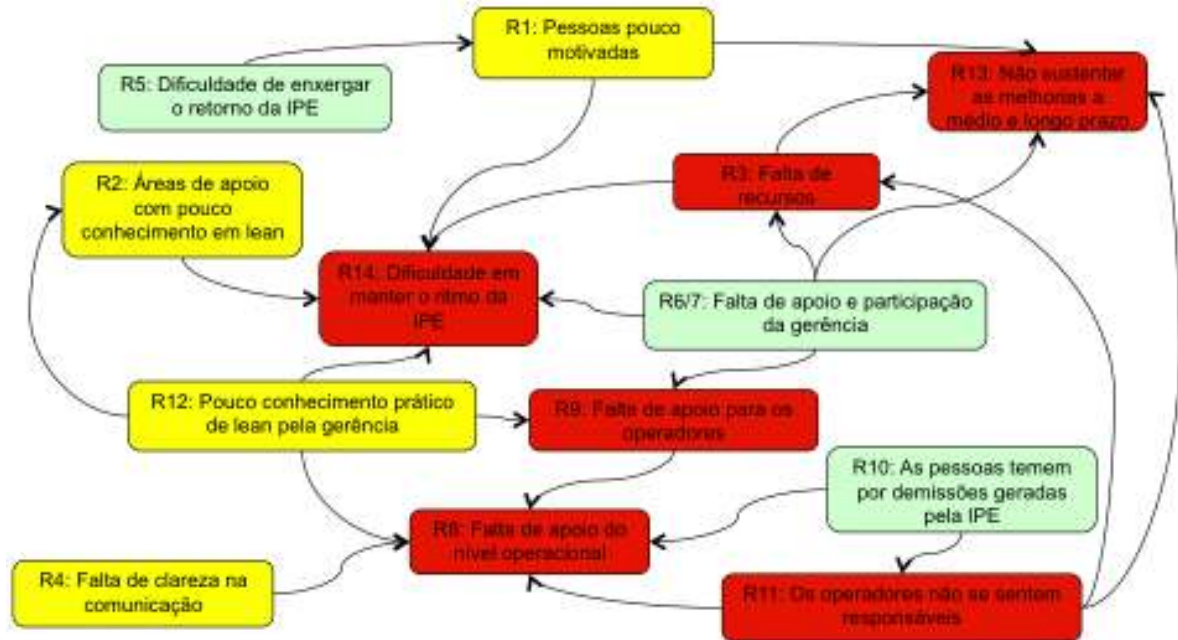 R1: Pessoas pouco
motivadas
R5: Dificuldade de enxergar
o retorno da IPE
R13: Não sustentar
as melhorias a
médio e longo prazo
R2: Áreas de apoio
com pouco
conhecimento em lean
R3: Falta de
recursos
R14: Dificuldade em
manter o ritmo da
IPE
R6/7: Falta de apoio e participação
da gerência
R12: Pouco conhecimento prático
de lean pela gerência
R9: Falta de apoio para os
operadores
R10: As pessoas temem
por demissões geradas
pela IPE
R8: Falta de apoio do
nível operacional
R4: Falta de clareza na
comunicação
R11: Os operadores não se sentem
responsáveis